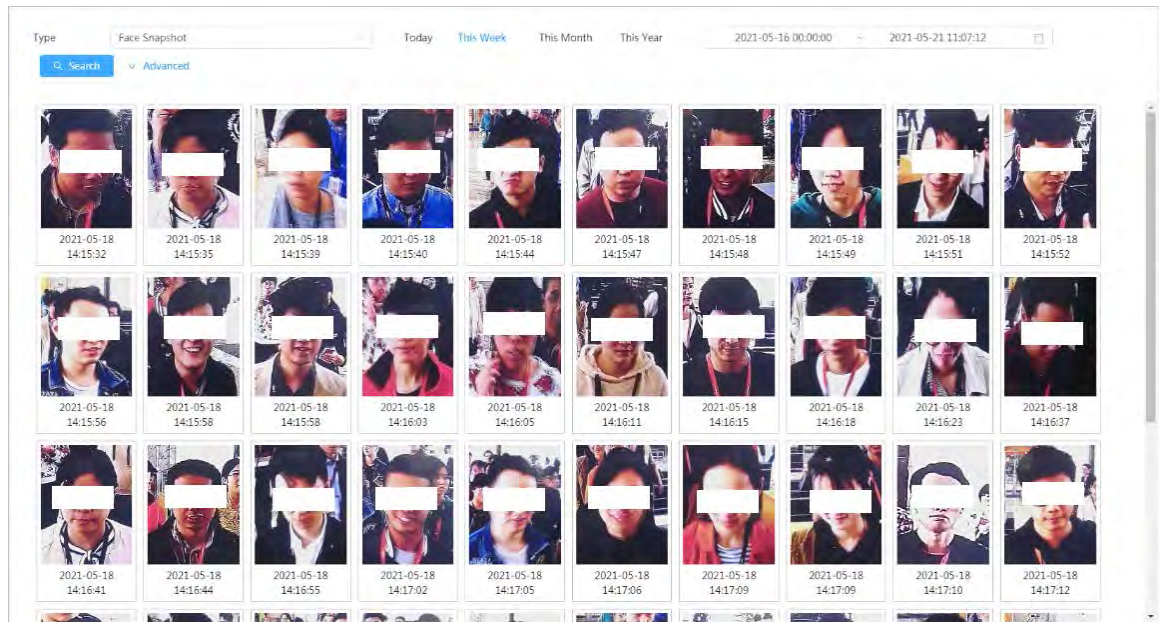 Type Face Snapshot Today This Week This Month This Year 2021-05-16 00:00:00 ~ 2021-05-21 11:07:12
Search Advanced
2021-05-18 2021-05-18 2021-05-18 2021-05-18 2021-05-18 2021-05-18 2021-05-18 2021-05-18 2021-05-18 2021-05-18
14:15:32 14:15:35 14:15:39 14:15:40 14:15:44 14:15:47 14:15:48 14:15:49 14:15:51 14:15:52
2021-05-18 2021-05-18 2021-05-18 2021-05-18 2021-05-18 2021-05-18 2021-05-18 2021-05-18 2021-05-18 2021-05-18
14:15:56 14:15:58 14:15:58 14:16:03 14:16:05 14:16:11 14:16:15 14:16:18 14:16:23 14:16:37
2021-05-18 2021-05-18 2021-05-18 2021-05-18 2021-05-18 2021-05-18 2021-05-18 2021-05-18 2021-05-18 2021-05-18
14:16:41 14:16:44 14:16:55 14:17:02 14:17:05 14:17:06 14:17:09 14:17:09 14:17:10 14:17:12